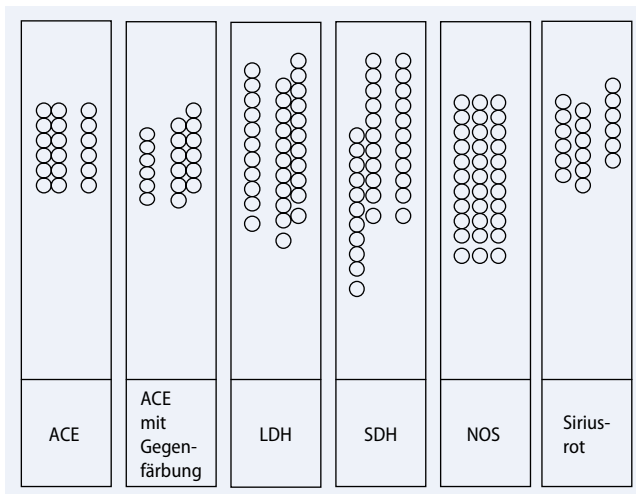 ACE
ACE
mit
Gegen-
färbung
LDH
SDH
NOS
Sirius-
rot